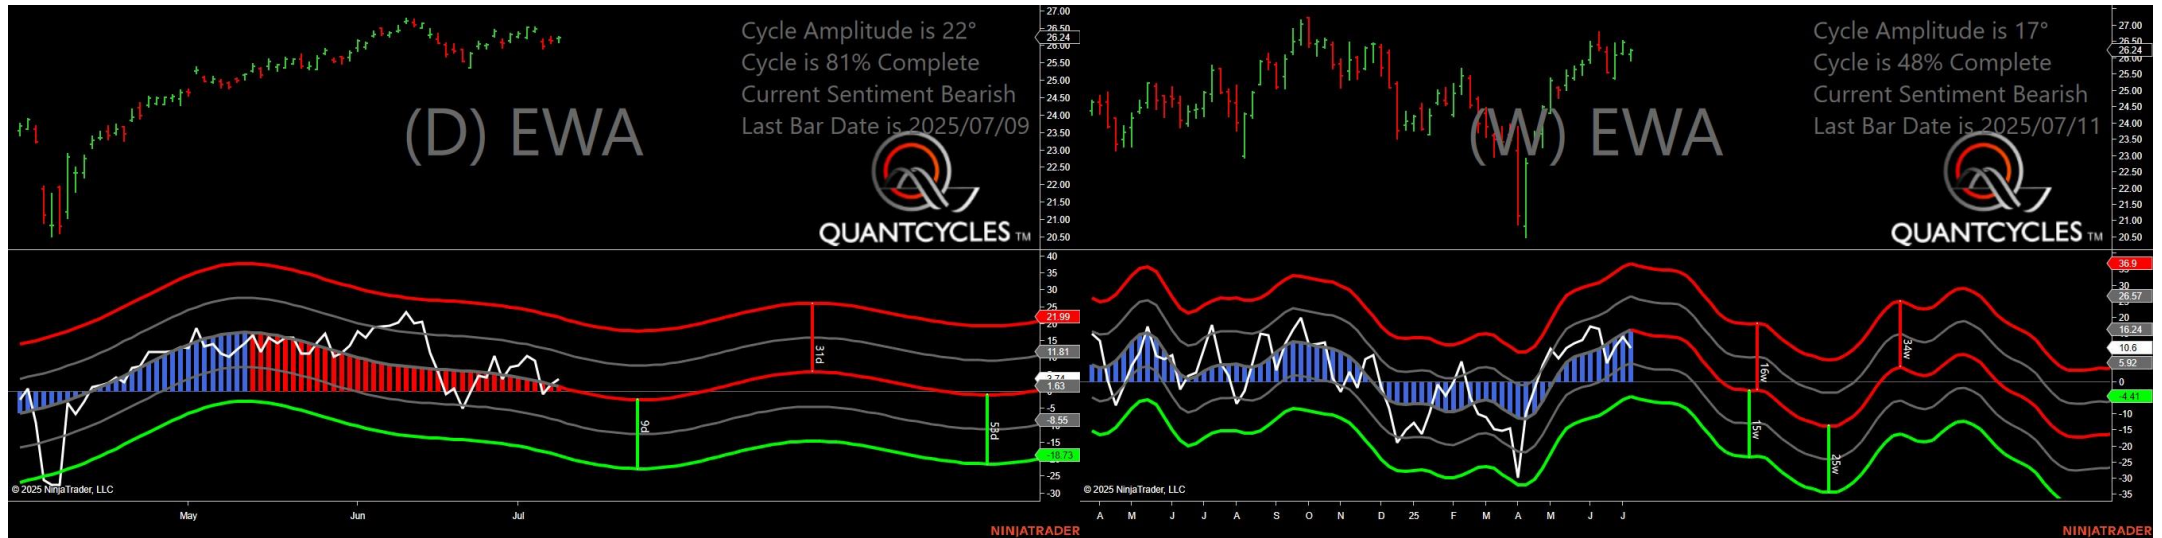 Cycle Amplitude is 22°
Cycle is 81% Complete
Current Sentiment Bearish
Last Bar Date is 2025/07/09
(D) EWA
QUANTCYCLES TM
27.00
26.24
26.00
25.50
25.00
24.50
24.00
23.50
23.00
22.50
22.00
21.50
21.00
20.50
40
35
30
25
21.99
20
15
11.81
1.63
-5
-8.55
-15
-18.73
-25
-30
9d
31d
53d
© 2025 NinjaTrader, LLC
May
Jun
Jul
NINJATRADER
Cycle Amplitude is 17°
Cycle is 48% Complete
Current Sentiment Bearish
Last Bar Date is 2025/07/11
(W) EWA
QUANTCYCLES TM
27.00
26.50
26.24
26.00
25.50
25.00
24.50
24.00
23.50
23.00
22.50
22.00
21.50
21.00
20.50
36.9
30
26.57
20
16.24
10.6
5.92
0
-4.41
-10
-15
-20
-25
-30
-35
16w
15w
25w
34w
© 2025 NinjaTrader, LLC
A M J J A S O N D 25 F M A M J J
NINJATRADER